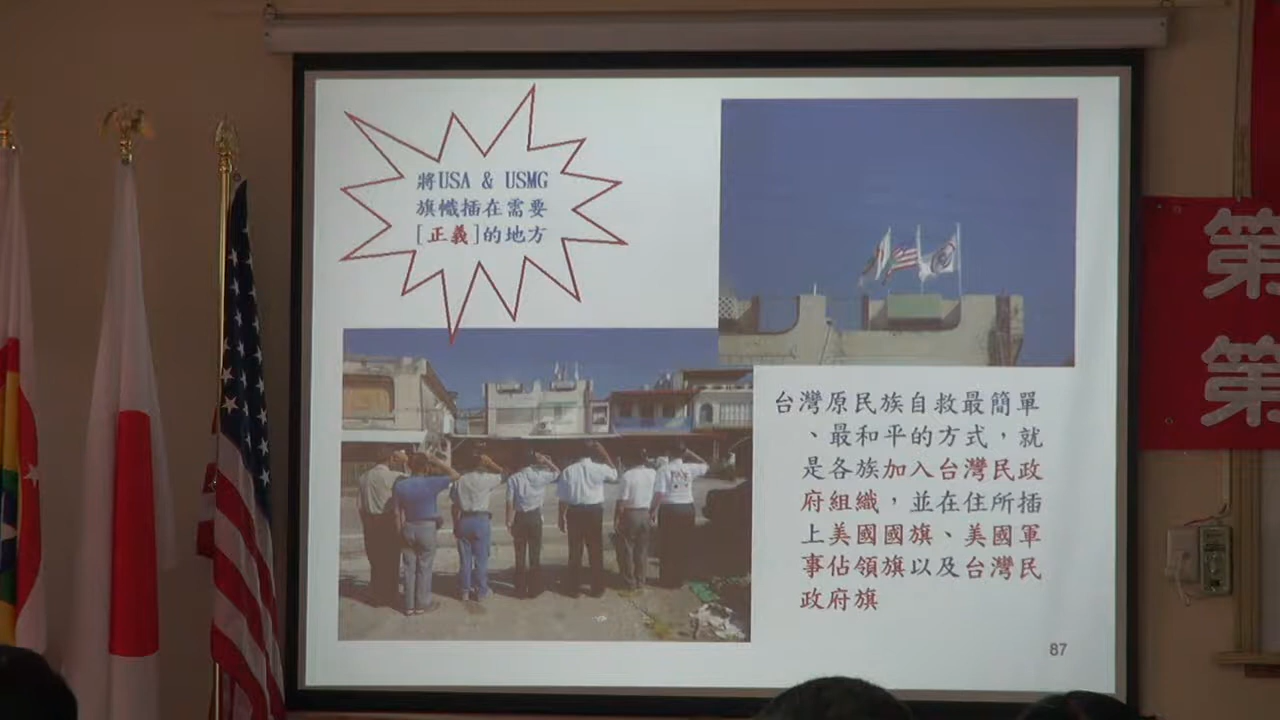 將USA & USMG
旗幟插在需要
[正義]的地方
台灣原民族自救最簡單
、最和平的方式，就
是各族加入台灣民政
府組織，並在住所插
上美國國旗、美國軍
事佔領旗以及台灣民
政府旗
87
第
第